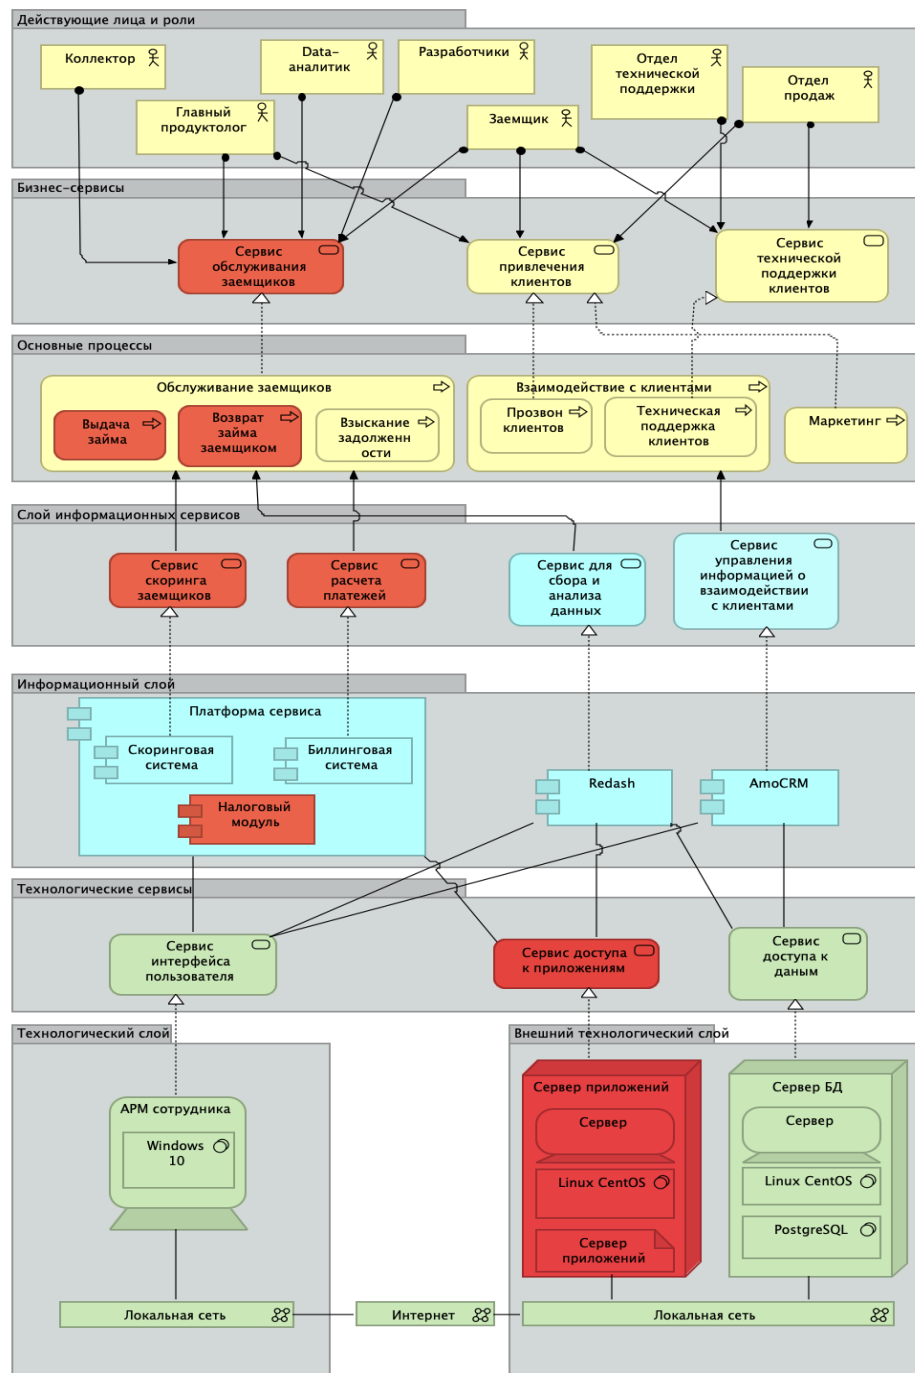 Действующие лица и роли
Коллектор
Data-
аналитик
Разработчики
Отдел
технической
поддержки
Отдел
продаж
Главный
продуктолог
Заемщик
Бизнес-сервисы
Сервис
обслуживания
заемщиков
Сервис
привлечения
клиентов
Сервис
технической
поддержки
клиентов
Основные процессы
Обслуживание заемщиков
Выдача
займа
Возврат
займа
заемщиком
Взыскание
задолженн
ости
Взаимодействие с клиентами
Прозвон
клиентов
Техническая
поддержка
клиентов
Маркетинг
Слой информационных сервисов
Сервис
скоринга
заемщиков
Сервис
расчета
платежей
Сервис для
сбора и
анализа
данных
Сервис
управления
информацией о
взаимодействии
с клиентами
Информационный слой
Платформа сервиса
Скоринговая
система
Биллинговая
система
Налоговый
модуль
Redash
AmoCRM
Технологические сервисы
Сервис
интерфейса
пользователя
Сервис доступа
к приложениям
Сервис
доступа к
даным
Технологический слой
АРМ сотрудника
Windows
10
Локальная сеть
Интернет
Внешний технологический слой
Сервер приложений
Сервер
Linux CentOS
Сервер
приложений
Сервер БД
Сервер
Linux CentOS
PostgreSQL
Локальная сеть